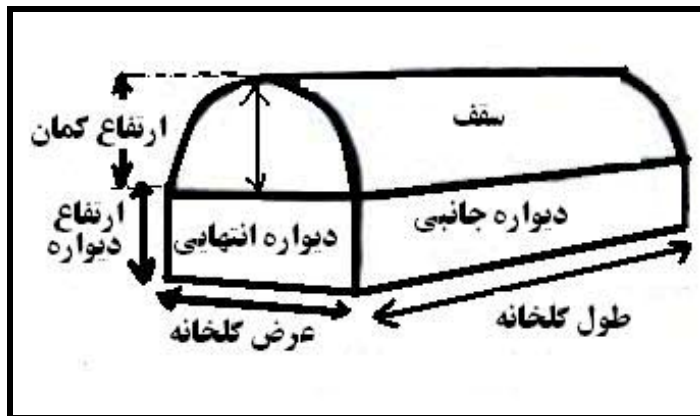 سقف
ارتفاع کمان
ارتفاع
دیواره
دیواره انتهایی
دیواره جانبی
عرض گلخانه
طول گلخانه